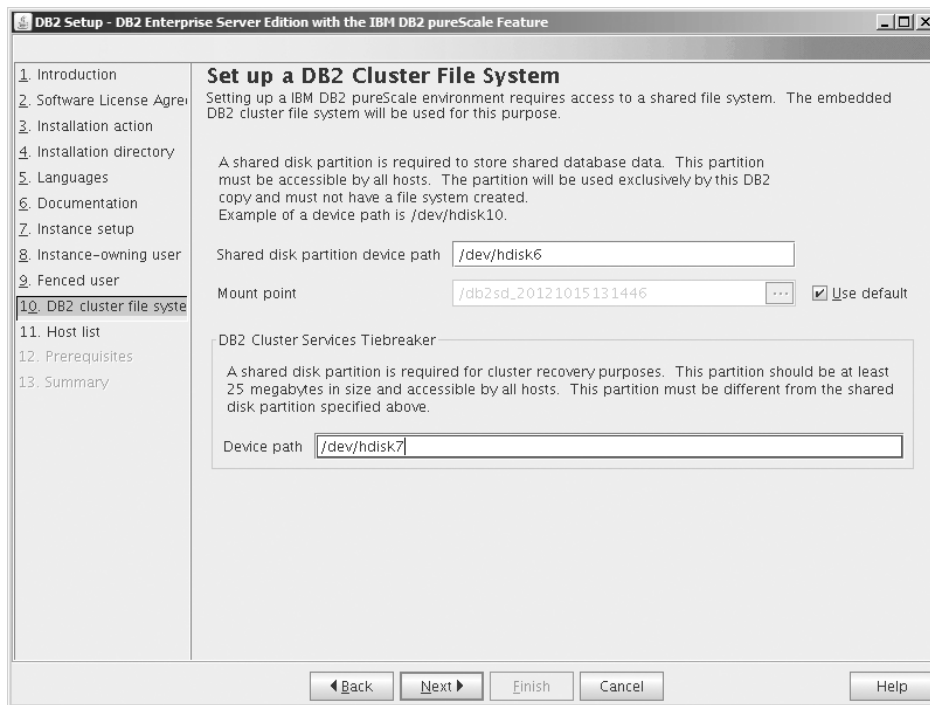 DB2 Setup - DB2 Enterprise Server Edition with the IBM DB2 pureScale Feature
1. Introduction
2. Software License Agre
3. Installation action
4. Installation directory
5. Languages
6. Documentation
7. Instance setup
8. Instance-owning user
9. Fenced user
10. DB2 cluster file syste
11. Host list
12. Prerequisites
13. Summary
Set up a DB2 Cluster File System
Setting up a IBM DB2 pureScale environment requires access to a shared file system. The embedded
DB2 cluster file system will be used for this purpose.
A shared disk partition is required to store shared database data. This partition
must be accessible by all hosts. The partition will be used exclusively by this DB2
copy and must not have a file system created.
Example of a device path is /dev/hdisk10.
Shared disk partition device path /dev/hdisk6
Mount point /db2sd_20121015131446 ... Use default
DB2 Cluster Services Tiebreaker
A shared disk partition is required for cluster recovery purposes. This partition should be at least
25 megabytes in size and accessible by all hosts. This partition must be different from the shared
disk partition specified above.
Device path /dev/hdisk7
Back Next Finish Cancel Help